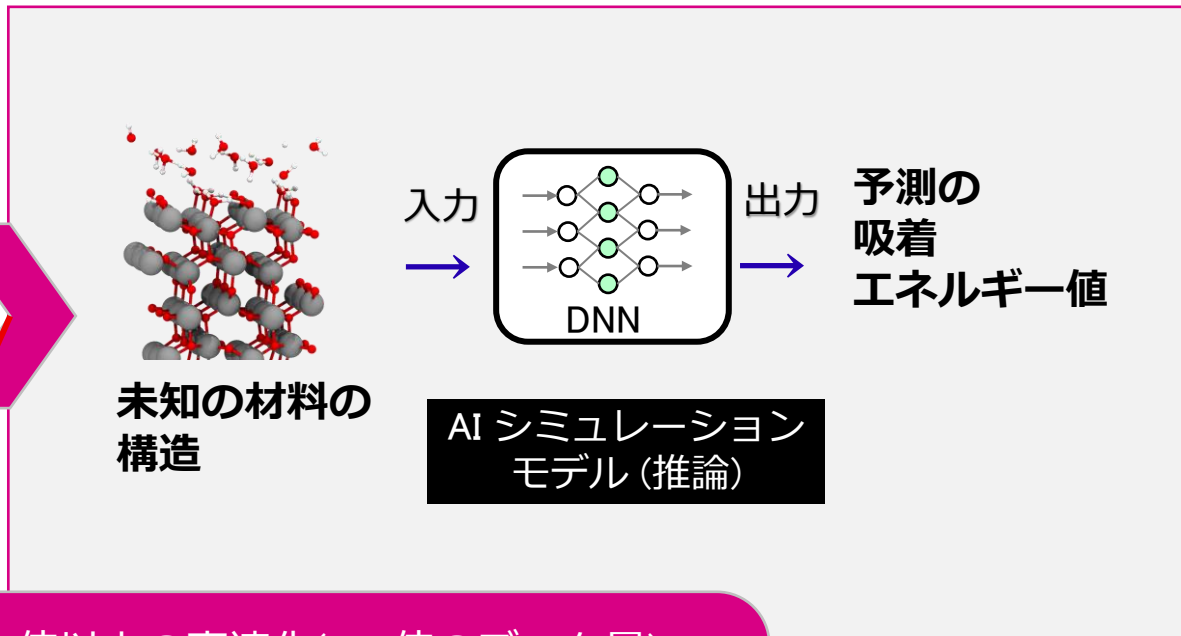 入力
出力
予測の
吸着
エネルギー値
DNN
未知の材料の
構造
AI シミュレーション
モデル (推論)